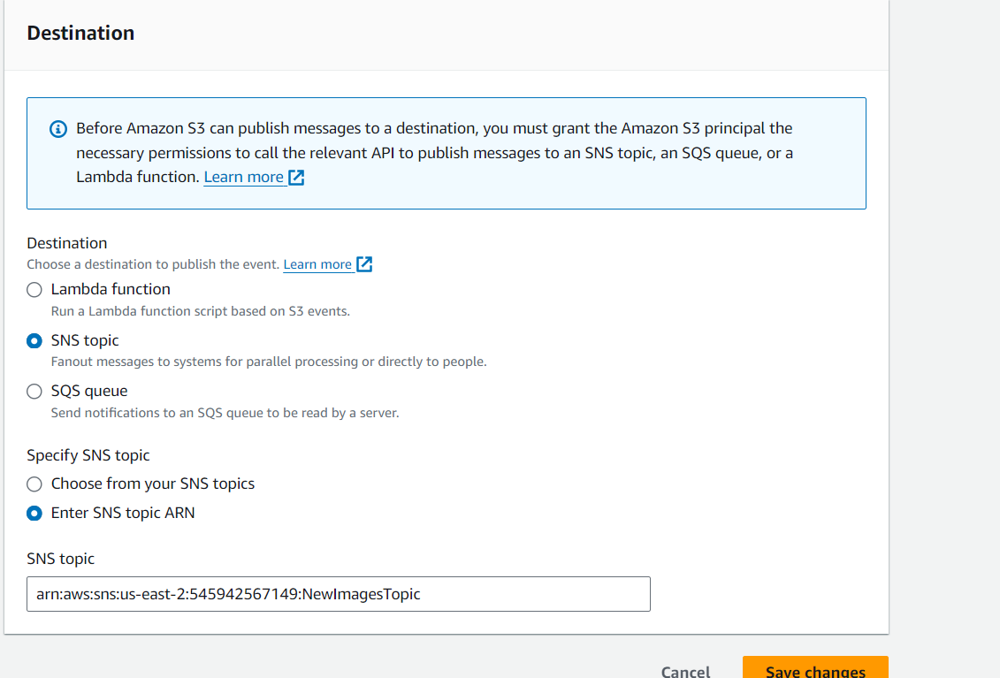 Destination
Before Amazon S3 can publish messages to a destination, you must grant the Amazon S3 principal the
necessary permissions to call the relevant API to publish messages to an SNS topic, an SQS queue, or a
Lambda function. Learn more
Destination
Choose a destination to publish the event. Learn more
Lambda function
Run a Lambda function script based on S3 events.
SNS topic
Fanout messages to systems for parallel processing or directly to people.
SQS queue
Send notifications to an SQS queue to be read by a server.
Specify SNS topic
Choose from your SNS topics
Enter SNS topic ARN
SNS topic
arn:aws:sns:us-east-2:545942567149:NewImagesTopic
Cancel
Save changes